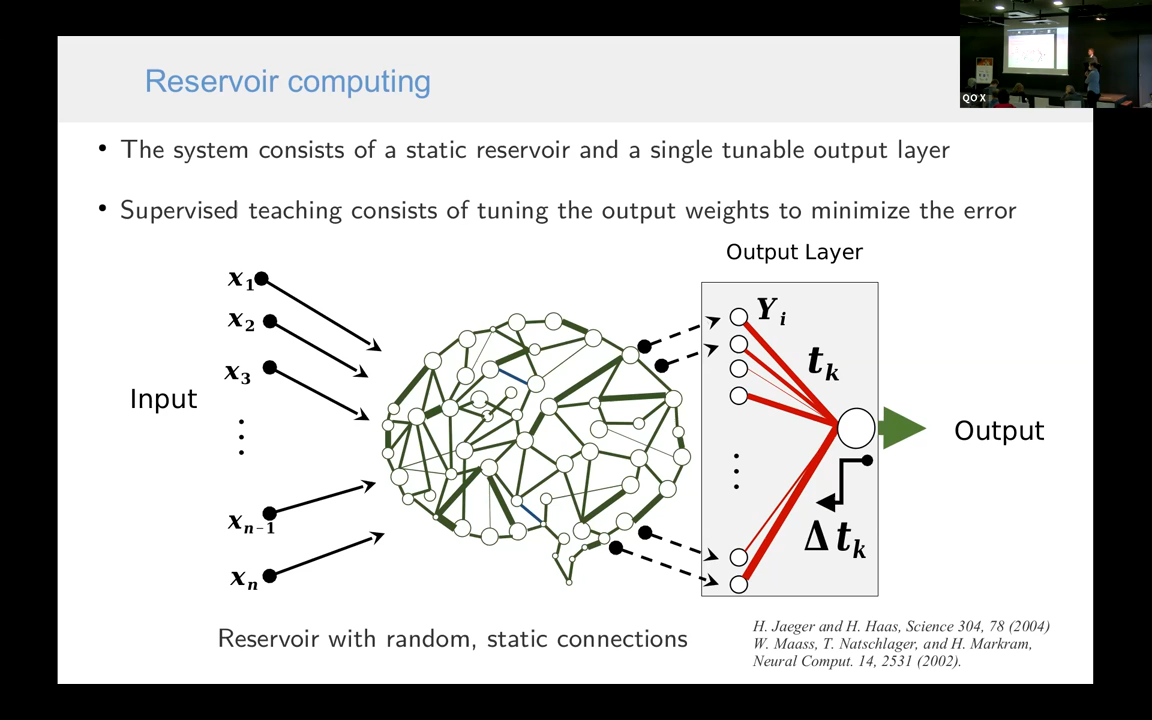 Reservoir computing
QO X
• The system consists of a static reservoir and a single tunable output layer
• Supervised teaching consists of tuning the output weights to minimize the error
Output Layer
x₁
x₂
x₃
Input
xₙ₋₁
xₙ
Yᵢ
tₖ
Output
Δtₖ
Reservoir with random, static connections
H. Jaeger and H. Haas, Science 304, 78 (2004)
W. Maass, T. Natschlager, and H. Markram,
Neural Comput. 14, 2531 (2002).